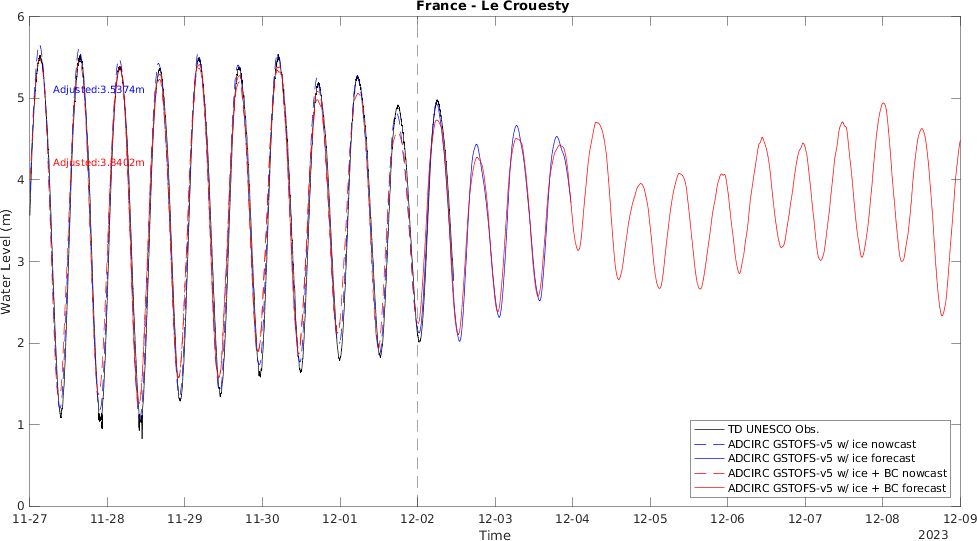 France - Le Crouesty
6
5
4
3
2
1
0
Water Level (m)
Adjusted:3.5374m
Adjusted:3.8402m
TD UNESCO Obs.
ADCIRC GSTOFS-v5 w/ ice nowcast
ADCIRC GSTOFS-v5 w/ ice forecast
ADCIRC GSTOFS-v5 w/ ice + BC nowcast
ADCIRC GSTOFS-v5 w/ ice + BC forecast
11-27 11-28 11-29 11-30 12-01 12-02 12-03 12-04 12-05 12-06 12-07 12-08 12-09
2023
Time